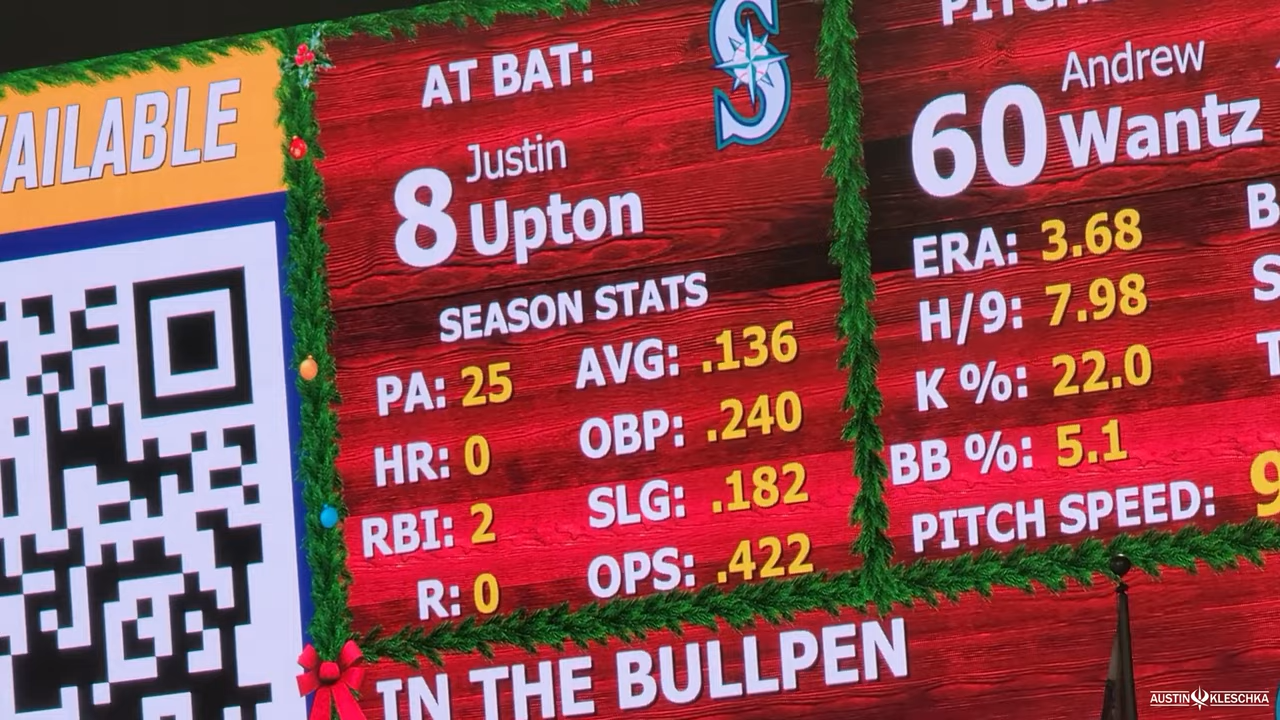 AILABLE
AT BAT:
S
8 Justin
Upton
SEASON STATS
PA: 25 AVG: .136
HR: 0 OBP: .240
RBI: 2 SLG: .182
R: 0 OPS: .422
60 Andrew
Wantz
ERA: 3.68
H/9: 7.98
K %: 22.0
BB %: 5.1
PITCH SPEED: 9
IN THE BULLPEN
AUSTIN KLESCHKA